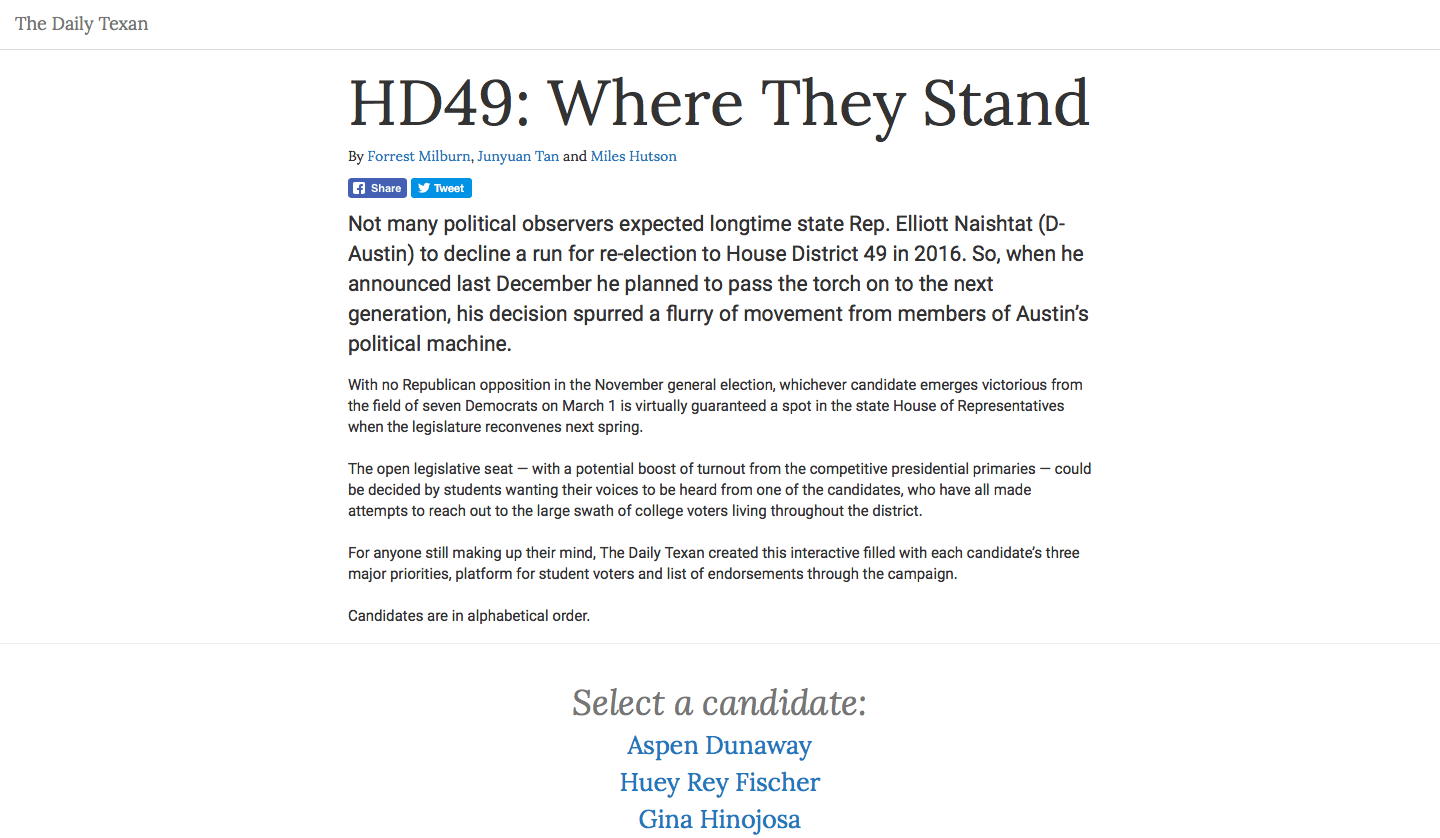 The Daily Texan
HD49: Where They Stand
By Forrest Milburn, Junyuan Tan and Miles Hutson
Share Tweet
Not many political observers expected longtime state Rep. Elliott Naishtat (D-
Austin) to decline a run for re-election to House District 49 in 2016. So, when he
announced last December he planned to pass the torch on to the next
generation, his decision spurred a flurry of movement from members of Austin’s
political machine.
With no Republican opposition in the November general election, whichever candidate emerges victorious from
the field of seven Democrats on March 1 is virtually guaranteed a spot in the state House of Representatives
when the legislature reconvenes next spring.
The open legislative seat — with a potential boost of turnout from the competitive presidential primaries — could
be decided by students wanting their voices to be heard from one of the candidates, who have all made
attempts to reach out to the large swath of college voters living throughout the district.
For anyone still making up their mind, The Daily Texan created this interactive filled with each candidate’s three
major priorities, platform for student voters and list of endorsements through the campaign.
Candidates are in alphabetical order.
Select a candidate:
Aspen Dunaway
Huey Rey Fischer
Gina Hinojosa